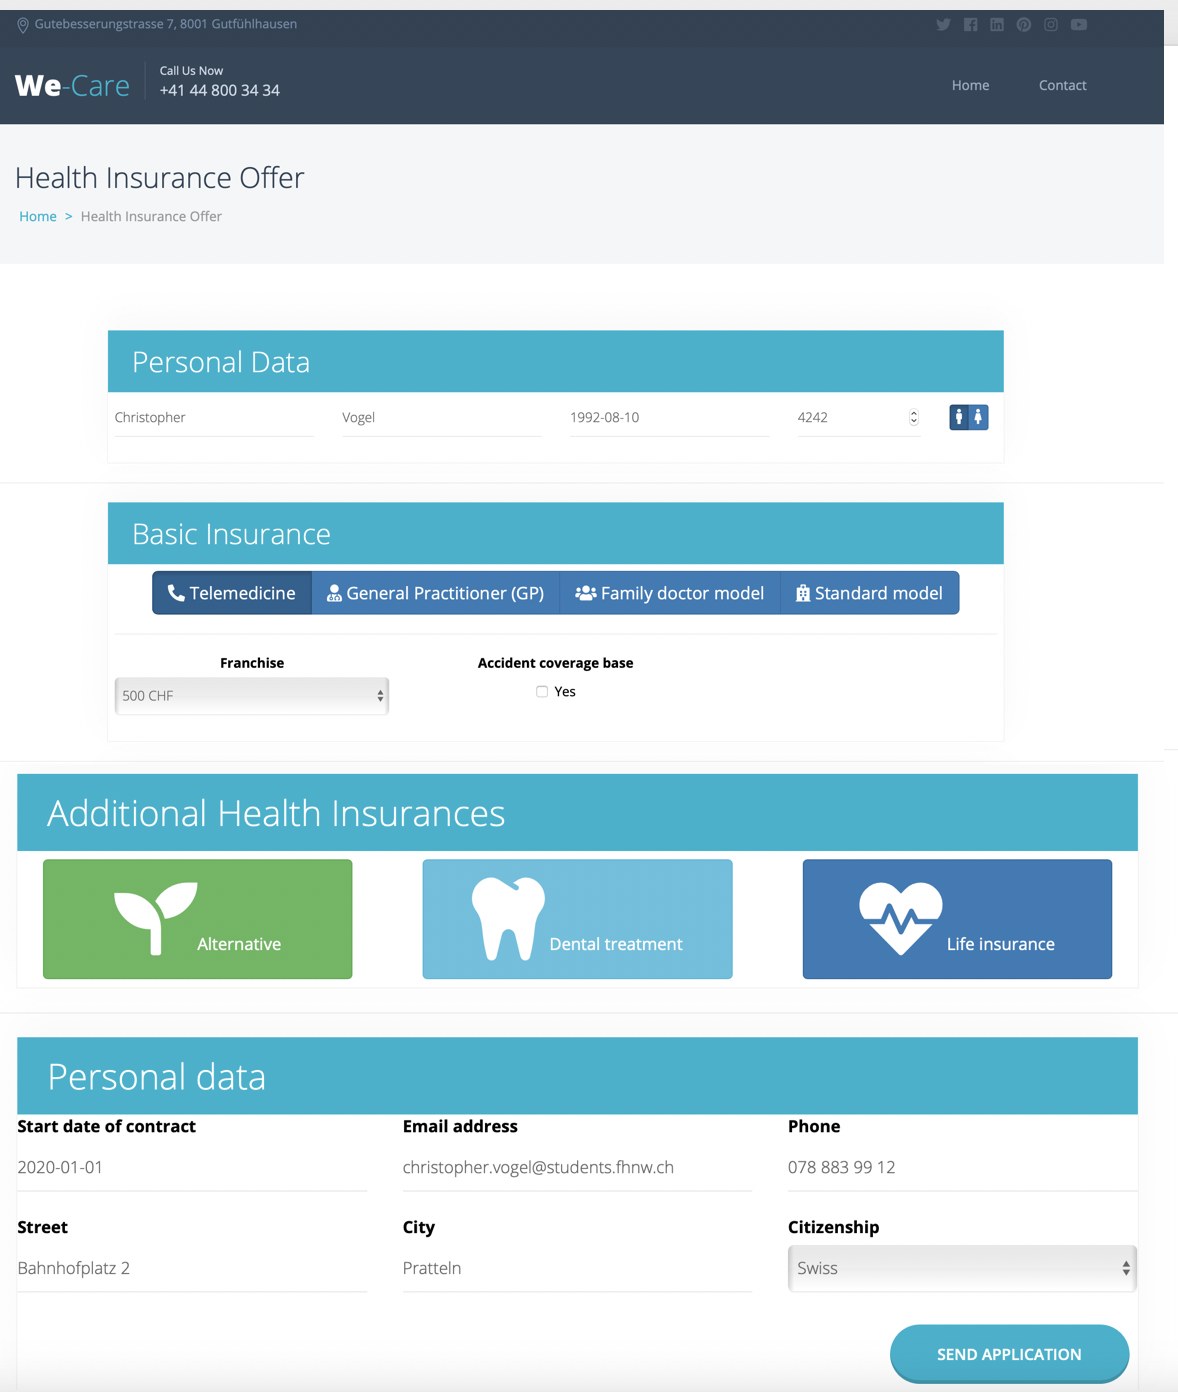 Gutebesserungstrasse 7, 8001 Gutfühlhausen
We-Care
Call Us Now
+41 44 800 34 34
Home
Contact
Health Insurance Offer
Home > Health Insurance Offer
Personal Data
Christopher
Vogel
1992-08-10
4242
Basic Insurance
Telemedicine
General Practitioner (GP)
Family doctor model
Standard model
Franchise
Accident coverage base
500 CHF
Yes
Additional Health Insurances
Alternative
Dental treatment
Life insurance
Personal data
Start date of contract
Email address
Phone
2020-01-01
christopher.vogel@students.fhnw.ch
078 883 99 12
Street
City
Citizenship
Bahnhofplatz 2
Pratteln
Swiss
SEND APPLICATION